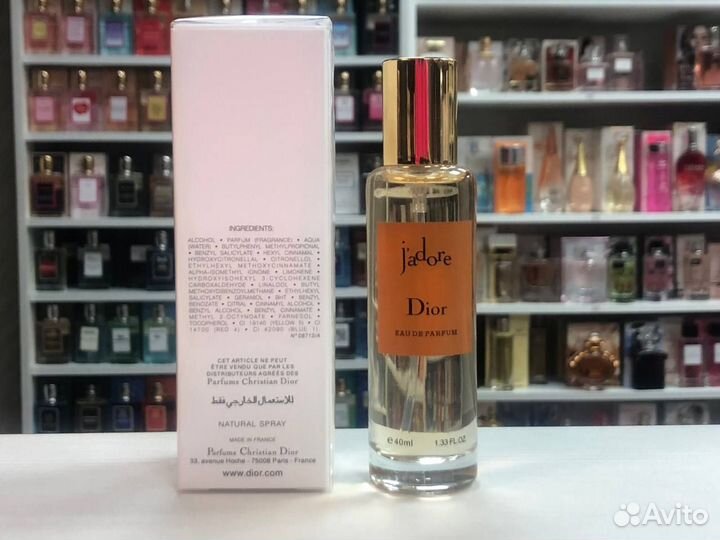 INGREDIENTS:
ALCOHOL • PARFUM (FRAGRANCE) • AQUA
(WATER) • BUTYLPHENYL METHYLPROPIONAL
• BENZYL SALICYLATE • HEXYL CINNAMAL •
HYDROXYCITRONELLAL • CITRONELLOL •
ETHYLHEXYL METHOXYCINNAMATE •
ALPHA-ISOMETHYL IONONE • LIMONENE •
HYDROXYISOHEXYL 3-CYCLOHEXENE
CARBOXALDEHYDE • LINALOOL • BUTYL
METHOXYDIBENZOYLMETHANE • ETHYLHEXYL
SALICYLATE • GERANIOL • BHT • BENZYL
BENZOATE • CITRAL • CINNAMYL ALCOHOL •
BENZYL ALCOHOL • BENZYL CINNAMATE •
METHYL 2-OCTYNOATE • FARNESOL •
TOCOPHEROL • CI 19140 (YELLOW 5) • CI
14700 (RED 4) • CI 42090 (BLUE 1)
N° 08712/4
CET ARTICLE NE PEUT
ÊTRE VENDU QUE PAR LES
DISTRIBUTEURS AGRÉÉS DES
Parfums Christian Dior
للاستعمال الخارجي فقط
NATURAL SPRAY
MADE IN FRANCE
Parfums Christian Dior
33, avenue Hoche - 75008 Paris - France
www.dior.com
j'adore
Dior
EAU DE PARFUM
e 40ml 1.33 FL.OZ.
Avito